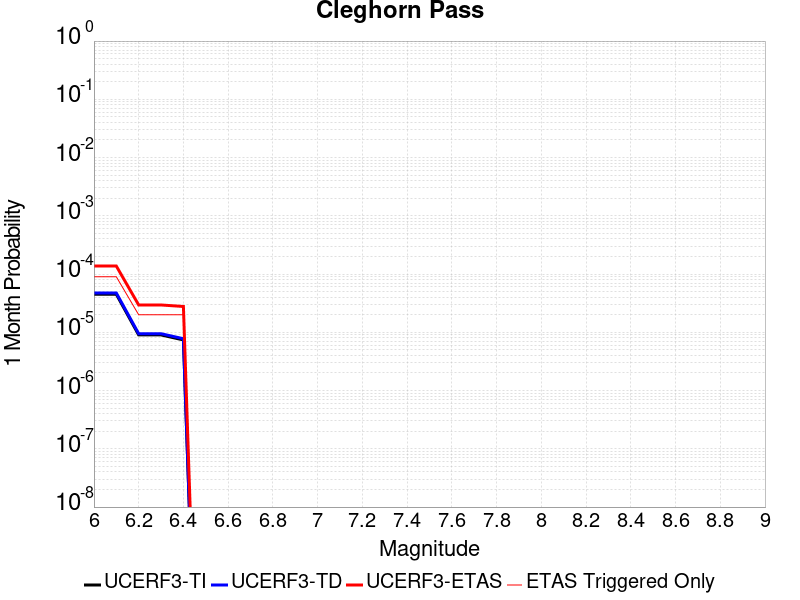 Cleghorn Pass
10^0
10^-1
10^-2
10^-3
10^-4
10^-5
10^-6
10^-7
10^-8
1 Month Probability
6 6.2 6.4 6.6 6.8 7 7.2 7.4 7.6 7.8 8 8.2 8.4 8.6 8.8 9
Magnitude
UCERF3-TI UCERF3-TD UCERF3-ETAS ETAS Triggered Only